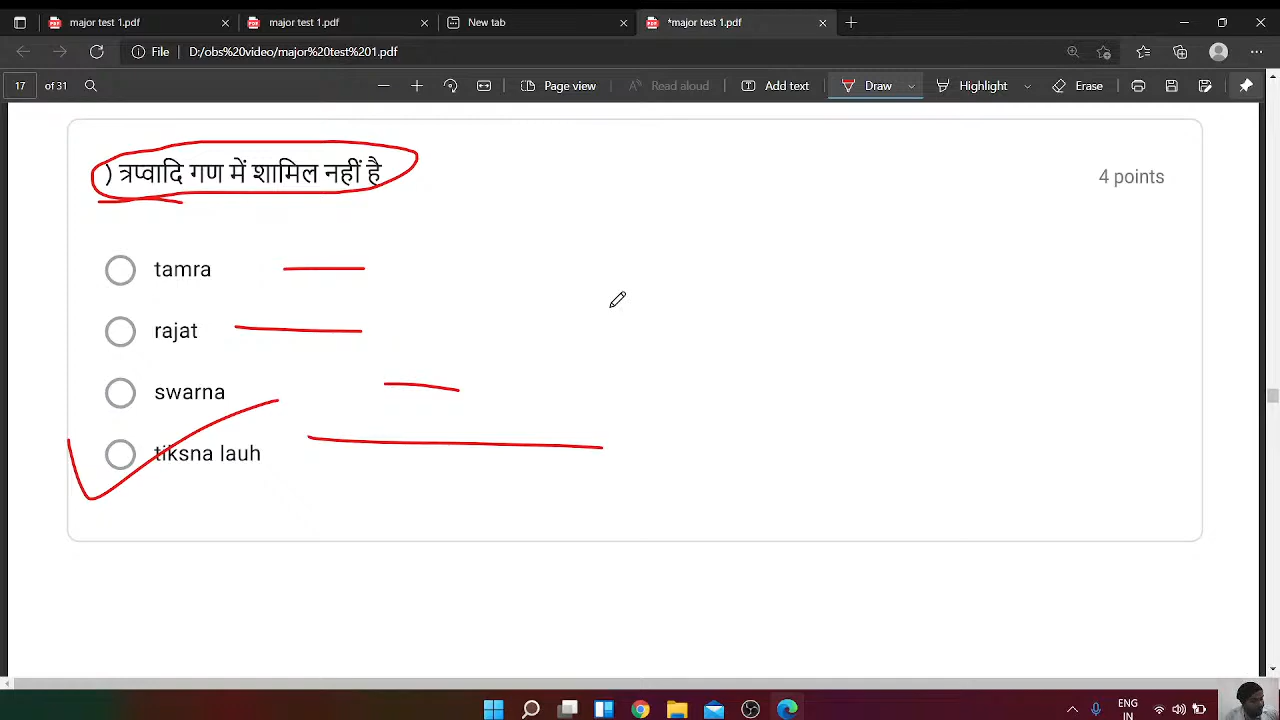 major test 1.pdf
major test 1.pdf
New tab
*major test 1.pdf
File D:/obs%20video/major%20test%201.pdf
17 of 31
Page view
Read aloud
Add text
Draw
Highlight
Erase
) त्रप्वादि गण में शामिल नहीं है
4 points
tamra
rajat
swarna
tiksna lauh
ENG
IN